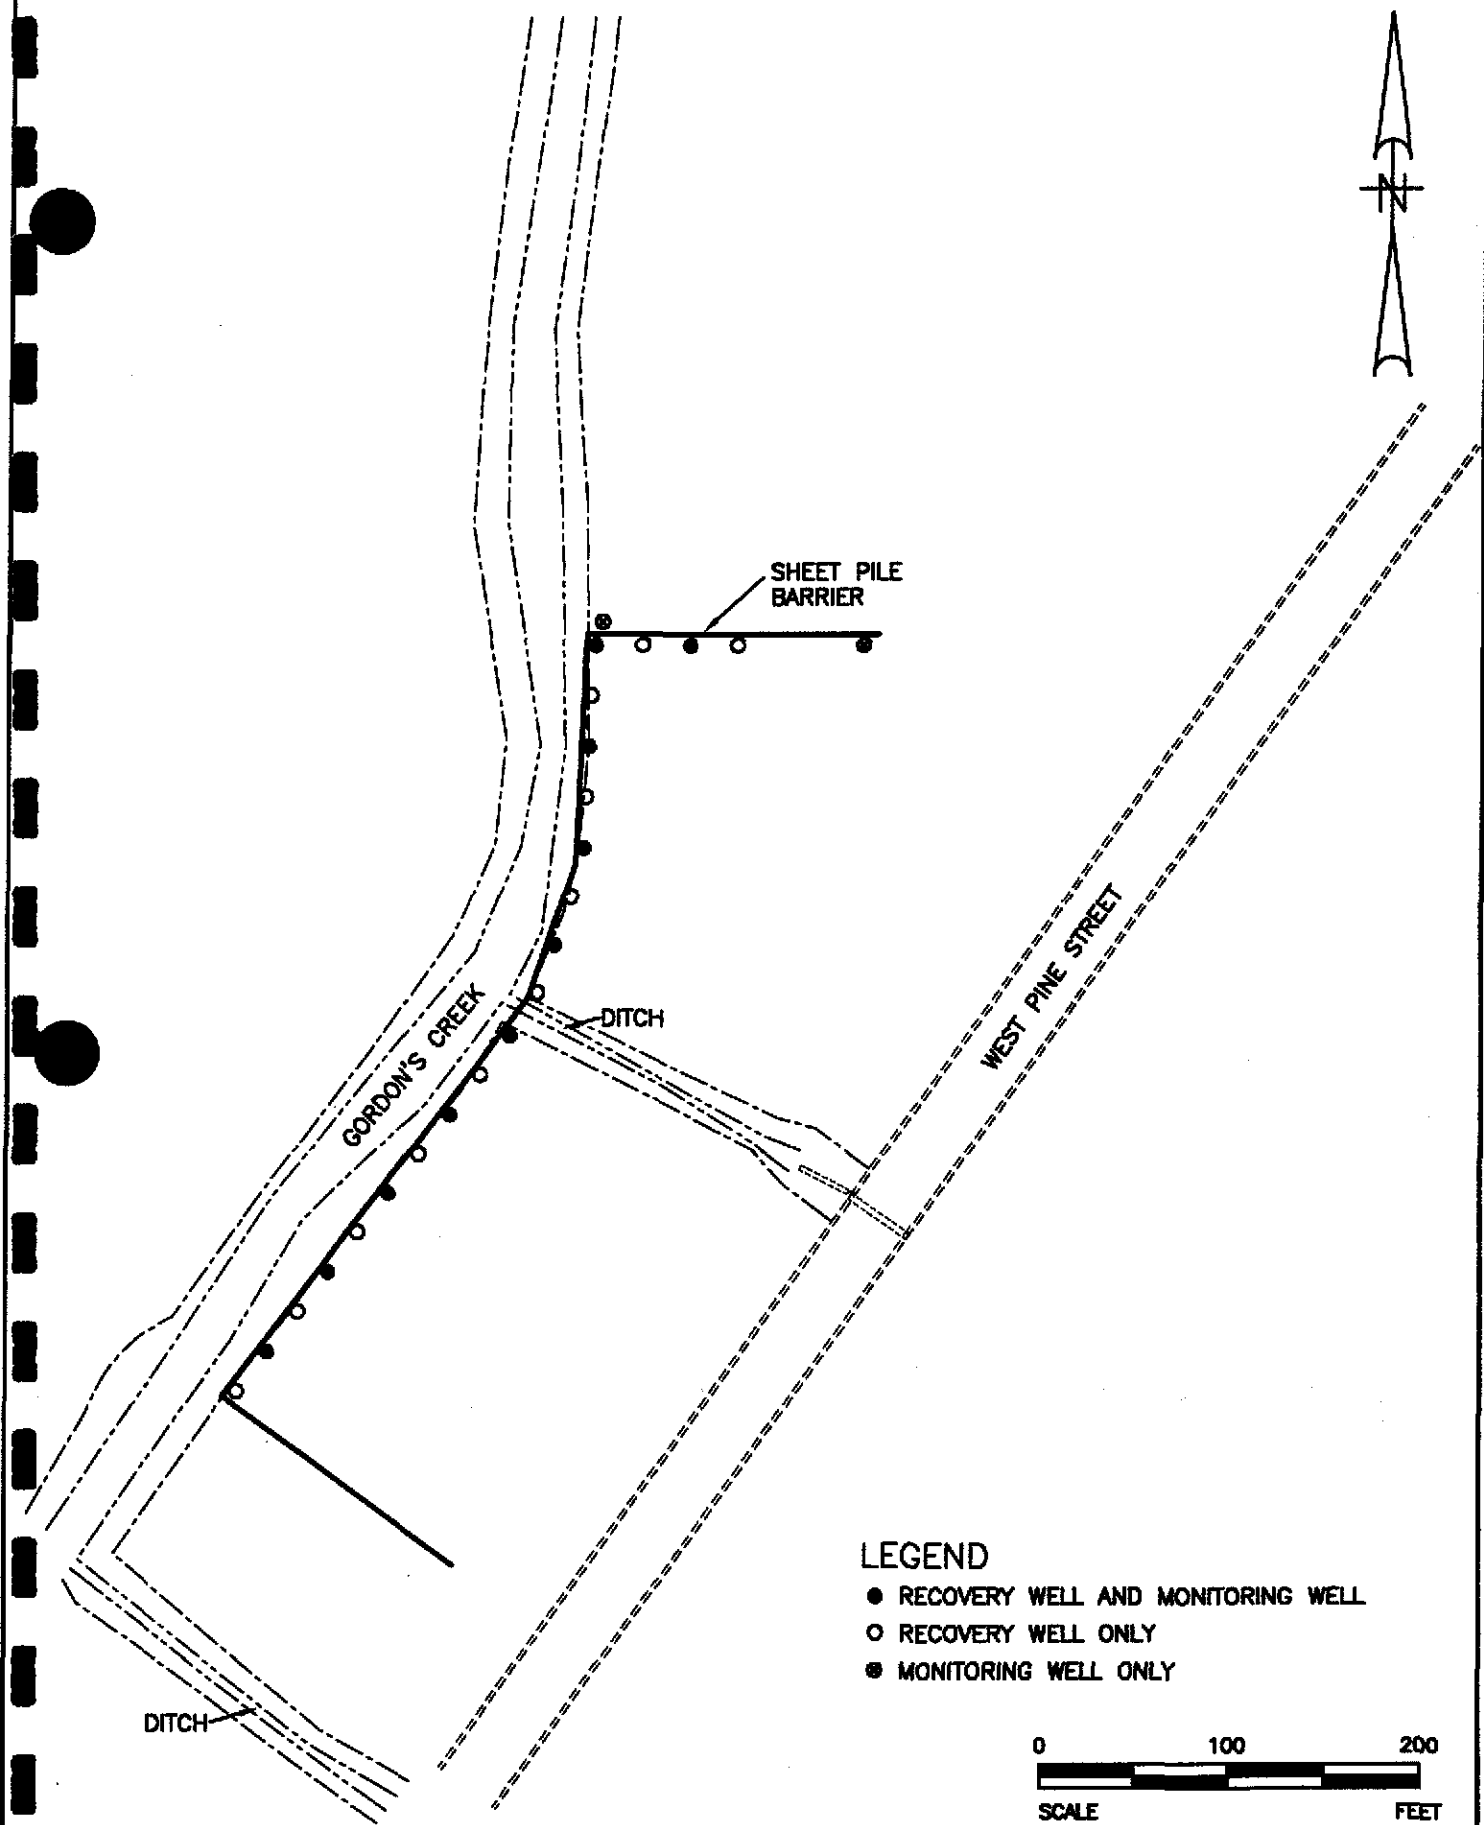 N
SHEET PILE
BARRIER
WEST PINE STREET
GORDON'S CREEK
DITCH
LEGEND
RECOVERY WELL AND MONITORING WELL
RECOVERY WELL ONLY
MONITORING WELL ONLY
DITCH
0 100 200
SCALE FEET